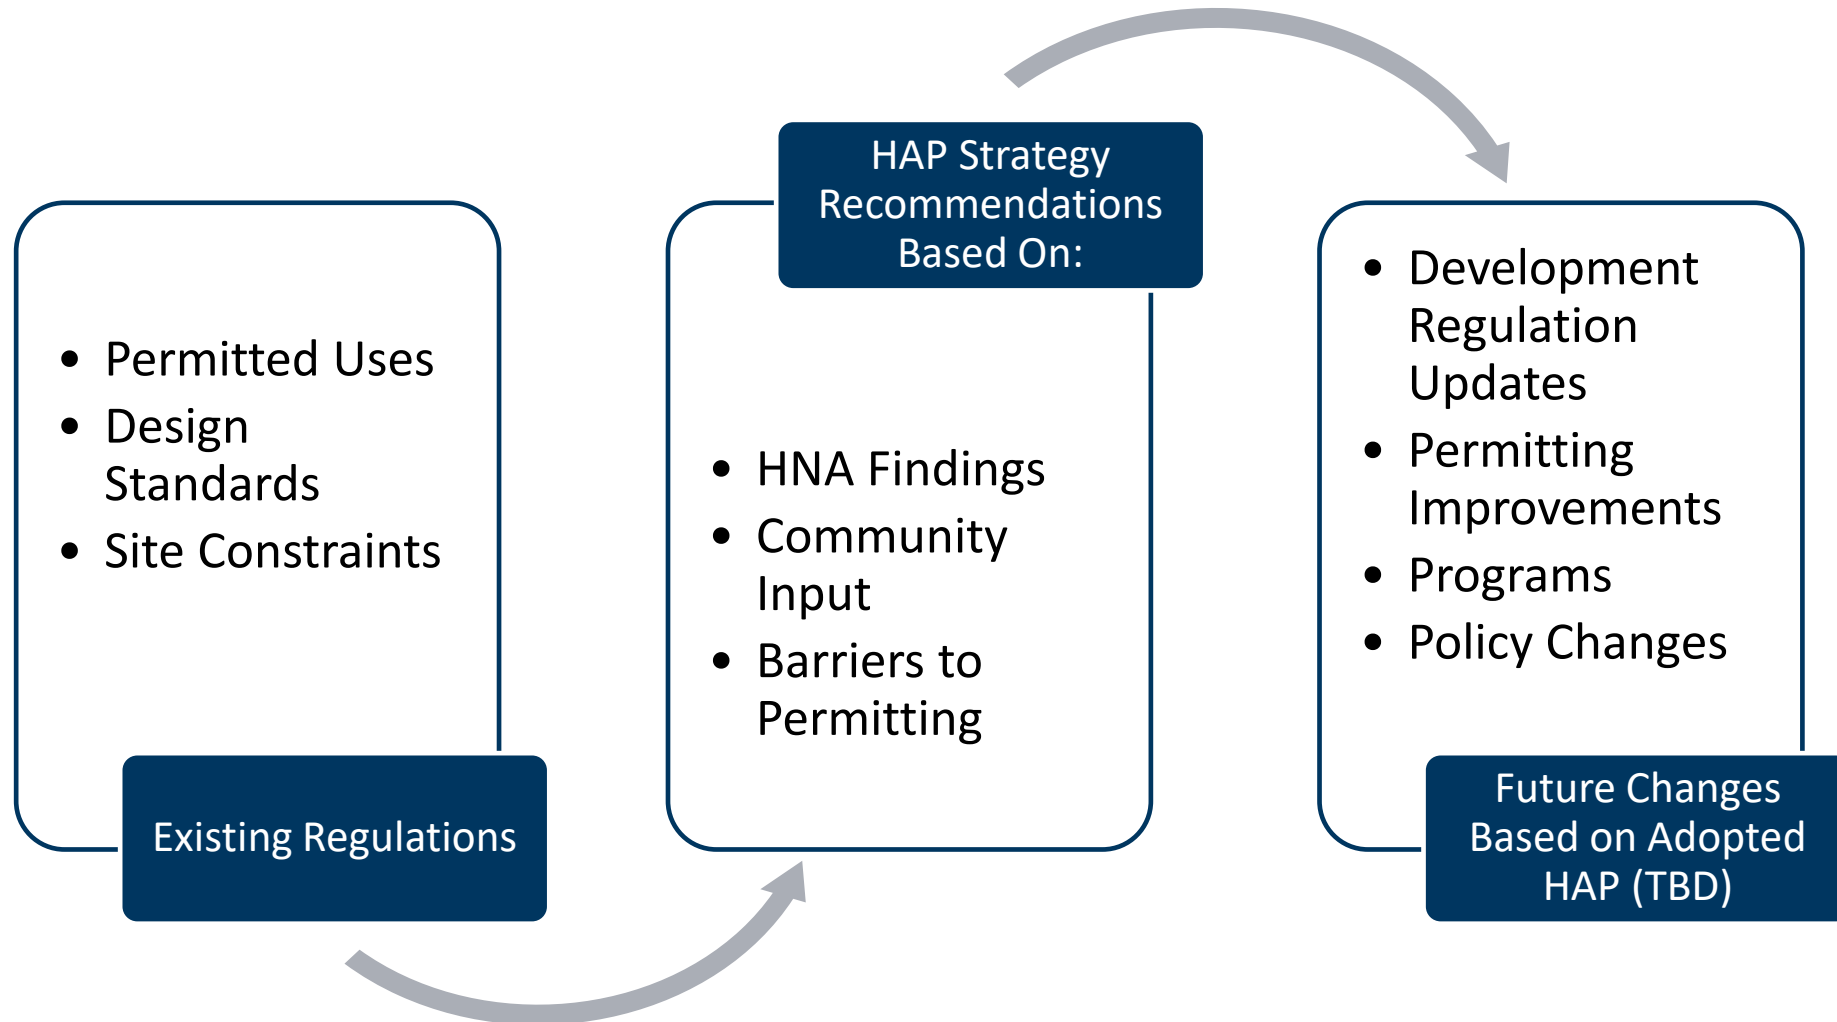 • Permitted Uses
• Design
Standards
• Site Constraints
Existing Regulations
HAP Strategy
Recommendations
Based On:
• HNA Findings
• Community
Input
• Barriers to
Permitting
• Development
Regulation
Updates
• Permitting
Improvements
• Programs
• Policy Changes
Future Changes
Based on Adopted
HAP (TBD)